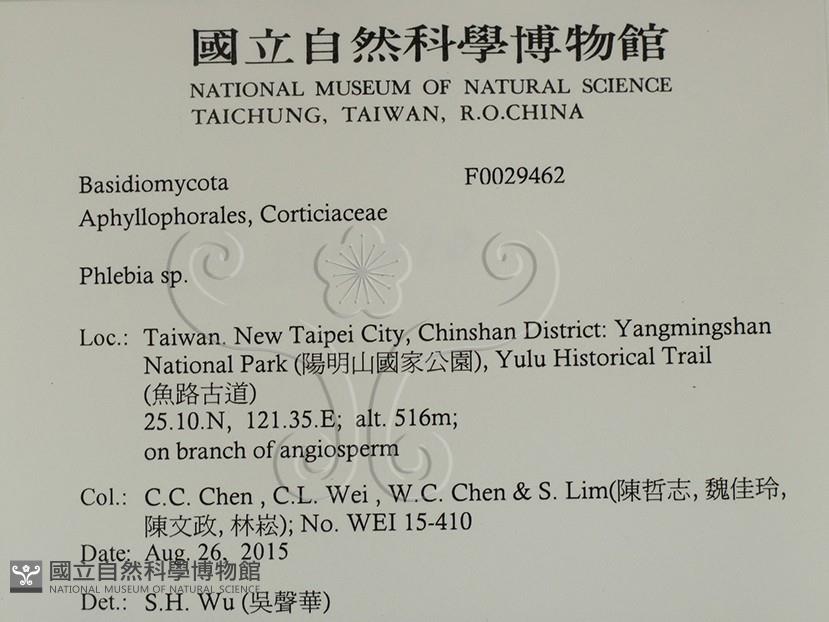 國立自然科學博物館
NATIONAL MUSEUM OF NATURAL SCIENCE
TAICHUNG, TAIWAN, R.O.CHINA
Basidiomycota F0029462
Aphyllophorales, Corticiaceae
Phlebia sp.
Loc.: Taiwan. New Taipei City, Chinshan District: Yangmingshan
National Park (陽明山國家公園), Yulu Historical Trail
(魚路古道)
25.10.N, 121.35.E; alt. 516m;
on branch of angiosperm
Col.: C.C. Chen , C.L. Wei , W.C. Chen & S. Lim(陳哲志, 魏佳玲,
陳文政, 林崧); No. WEI 15-410
Date: Aug. 26, 2015
國立自然科學博物館
NATIONAL MUSEUM OF NATURAL SCIENCE
Det.: S.H. Wu (吳聲華)